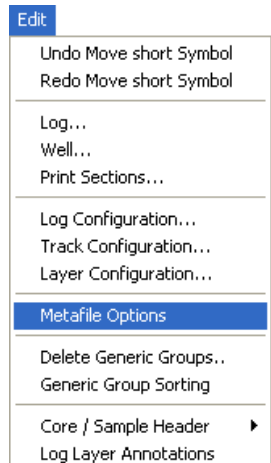 Edit
Undo Move short Symbol
Redo Move short Symbol
Log...
Well...
Print Sections...
Log Configuration...
Track Configuration...
Layer Configuration...
Metafile Options
Delete Generic Groups..
Generic Group Sorting
Core / Sample Header
Log Layer Annotations